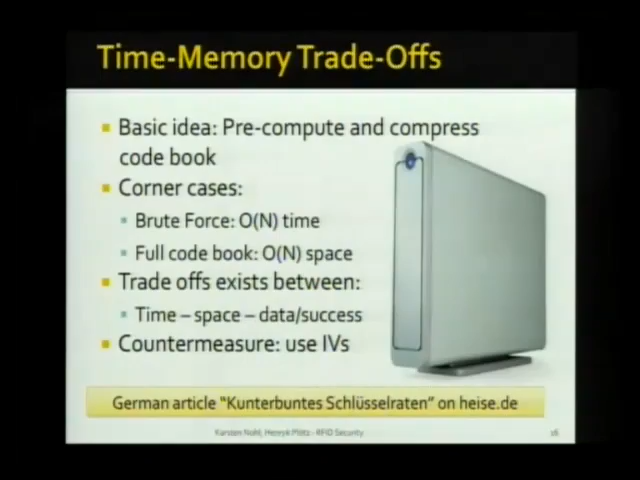 Time-Memory Trade-Offs
Basic idea: Pre-compute and compress
code book
Corner cases:
Brute Force: O(N) time
Full code book: O(N) space
Trade offs exists between:
Time – space – data/success
Countermeasure: use IVs
German article "Kunterbuntes Schlüsselraten" on heise.de
Karsten Nohl, Henryk Plötz - RFID Security
16